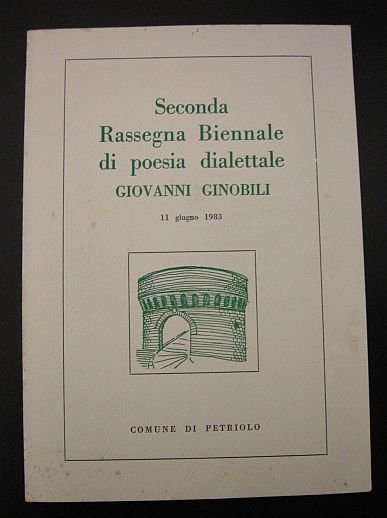 Seconda
Rassegna Biennale
di poesia dialettale
GIOVANNI GINOBILI
11 giugno 1983
COMUNE DI PETRIOLO